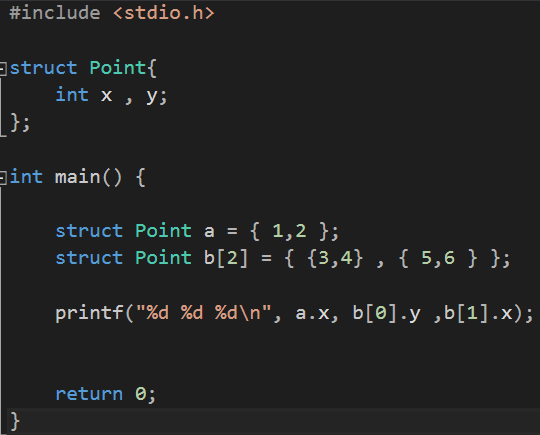 #include <stdio.h>
struct Point{
int x , y;
};
int main() {
struct Point a = { 1,2 };
struct Point b[2] = { {3,4} , { 5,6 } };
printf("%d %d %d\n", a.x, b[0].y ,b[1].x);
return 0;
}